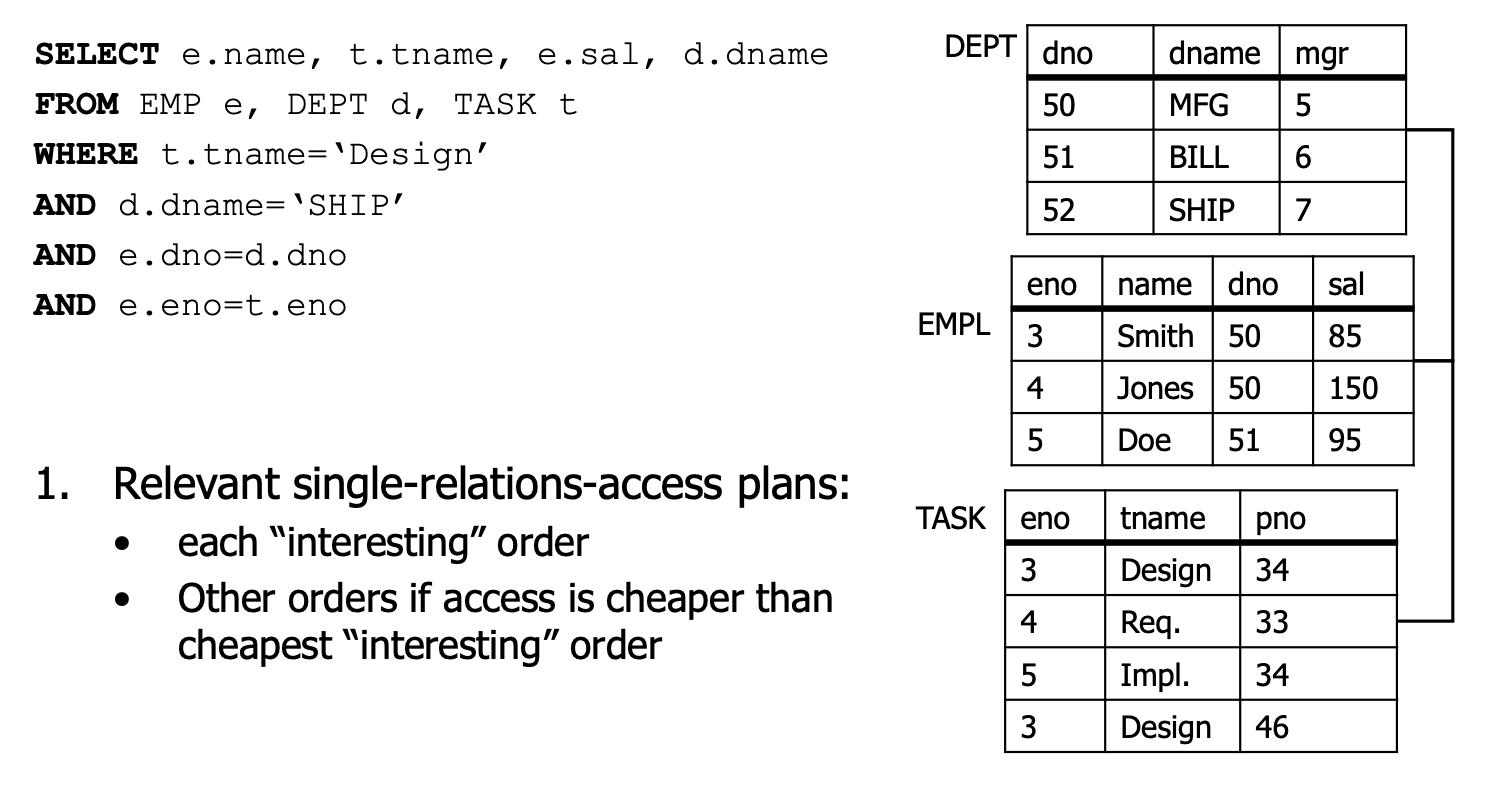 SELECT e.name, t.tname, e.sal, d.dname
FROM EMP e, DEPT d, TASK t
WHERE t.tname=‘Design’
AND d.dname=‘SHIP’
AND e.dno=d.dno
AND e.eno=t.eno
1. Relevant single-relations-access plans:
• each “interesting” order
• Other orders if access is cheaper than
cheapest “interesting” order
DEPT
dno dname mgr
50 MFG 5
51 BILL 6
52 SHIP 7
EMPL
eno name dno sal
3 Smith 50 85
4 Jones 50 150
5 Doe 51 95
TASK
eno tname pno
3 Design 34
4 Req. 33
5 Impl. 34
3 Design 46